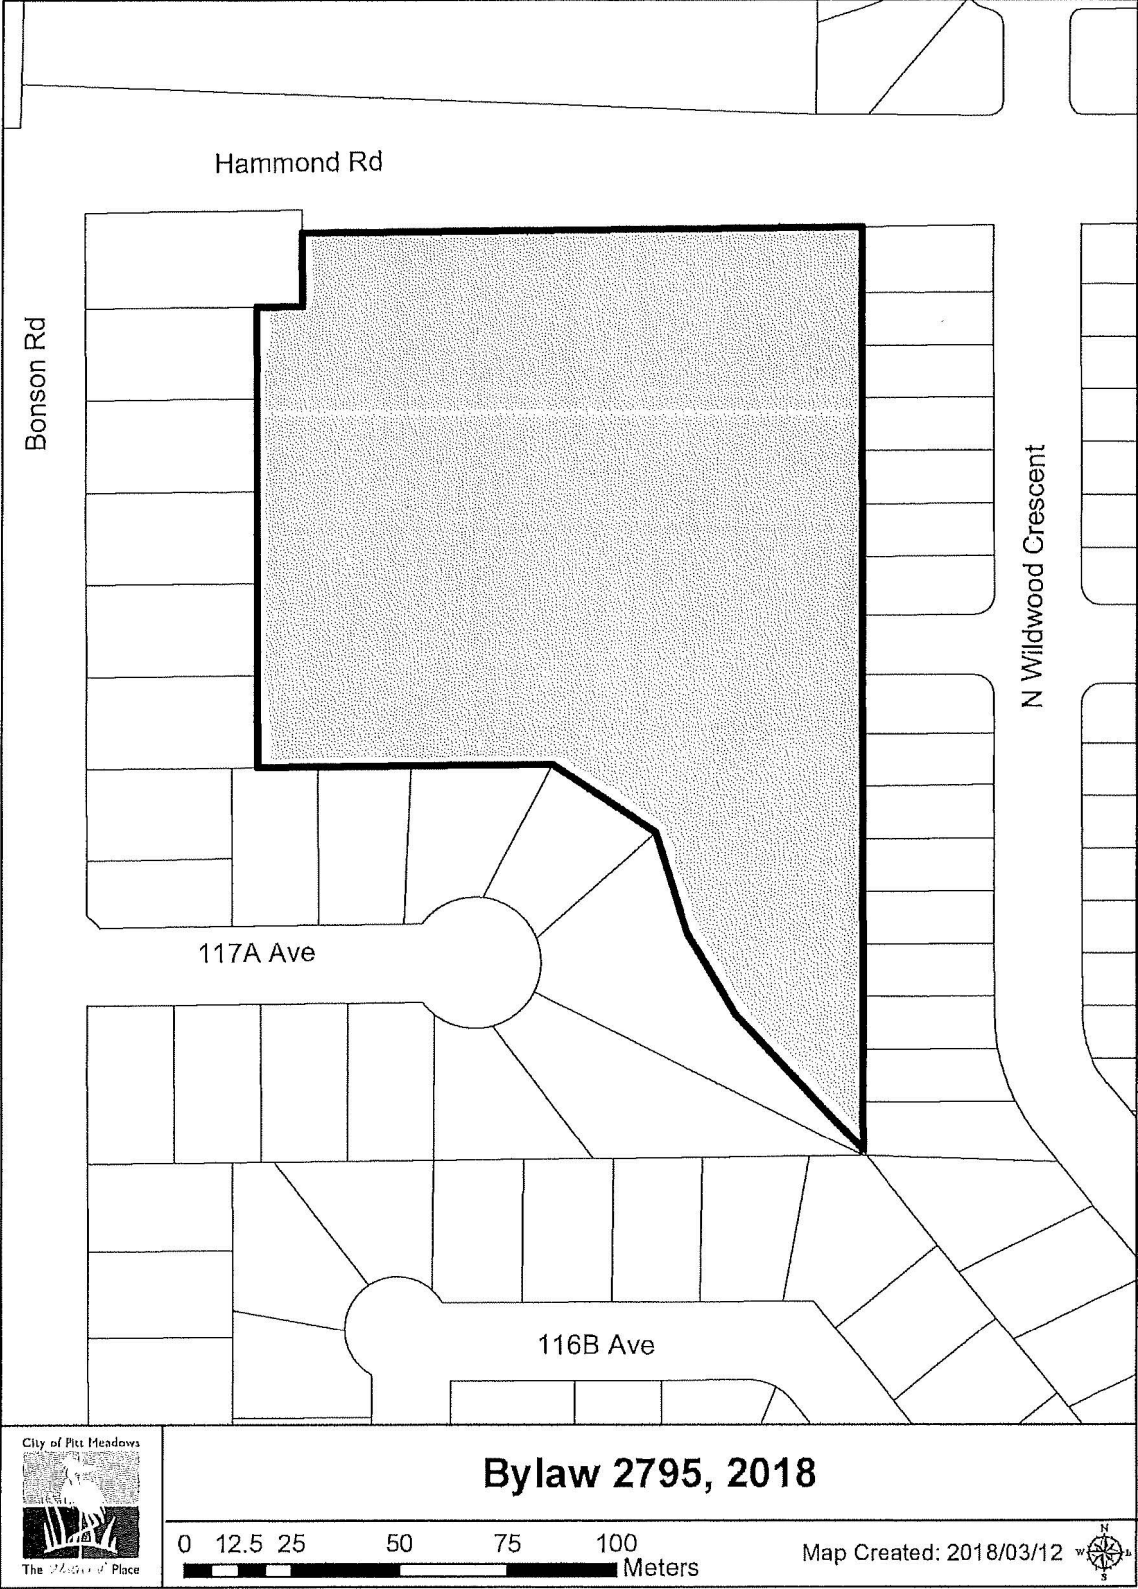 Hammond Rd
Bonson Rd
N Wildwood Crescent
117A Ave
116B Ave
City of Pitt Meadows
The Place
Bylaw 2795, 2018
0 12.5 25 50 75 100
Meters
Map Created: 2018/03/12
N
W
S